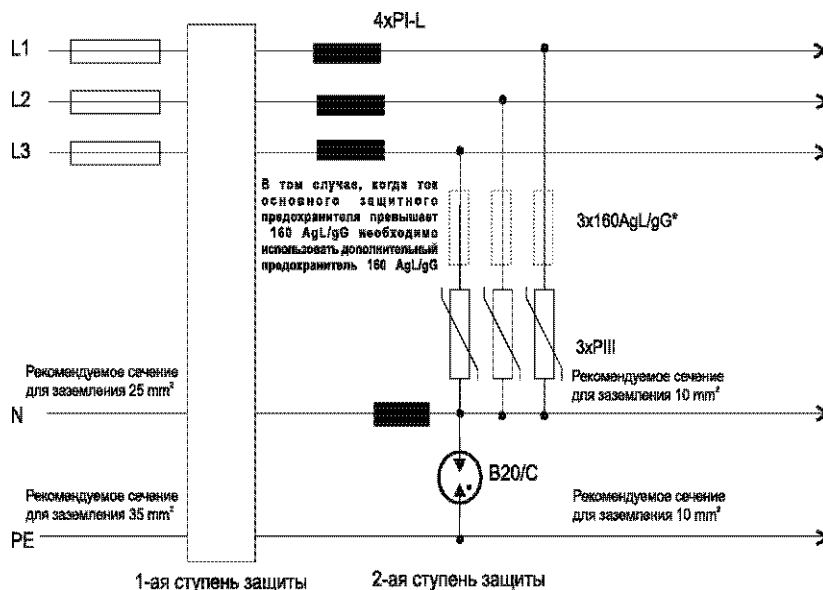 4xPI-L
L1
L2
L3
В том случае, когда ток
основного защитного
предохранителя превышает
160 AgL/gG необходимо
использовать дополнительный
предохранитель 160 AgL/gG
3x160AgL/gG*
3xPIII
Рекомендуемое сечение
для заземления 25 mm²
Рекомендуемое сечение
для заземления 10 mm²
N
B20/C
Рекомендуемое сечение
для заземления 35 mm²
Рекомендуемое сечение
для заземления 10 mm²
PE
1-ая ступень защиты
2-ая ступень защиты